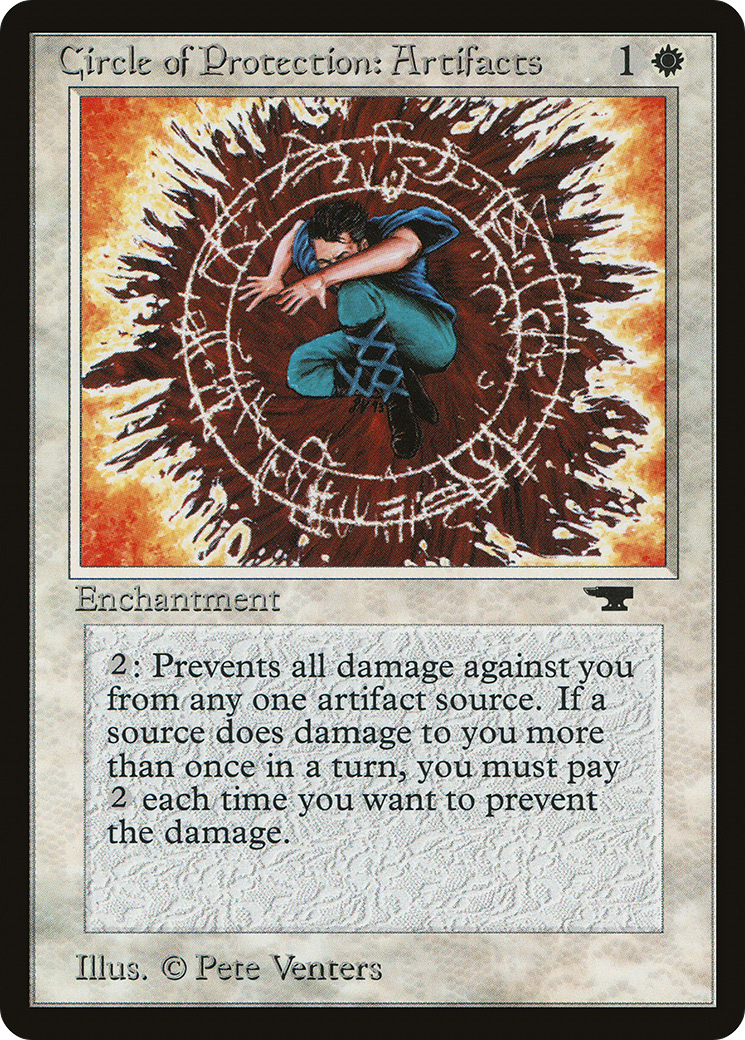 Circle of Protection: Artifacts 1
Enchantment
2: Prevents all damage against you
from any one artifact source. If a
source does damage to you more
than once in a turn, you must pay
2 each time you want to prevent
the damage.
Illus. © Pete Venters